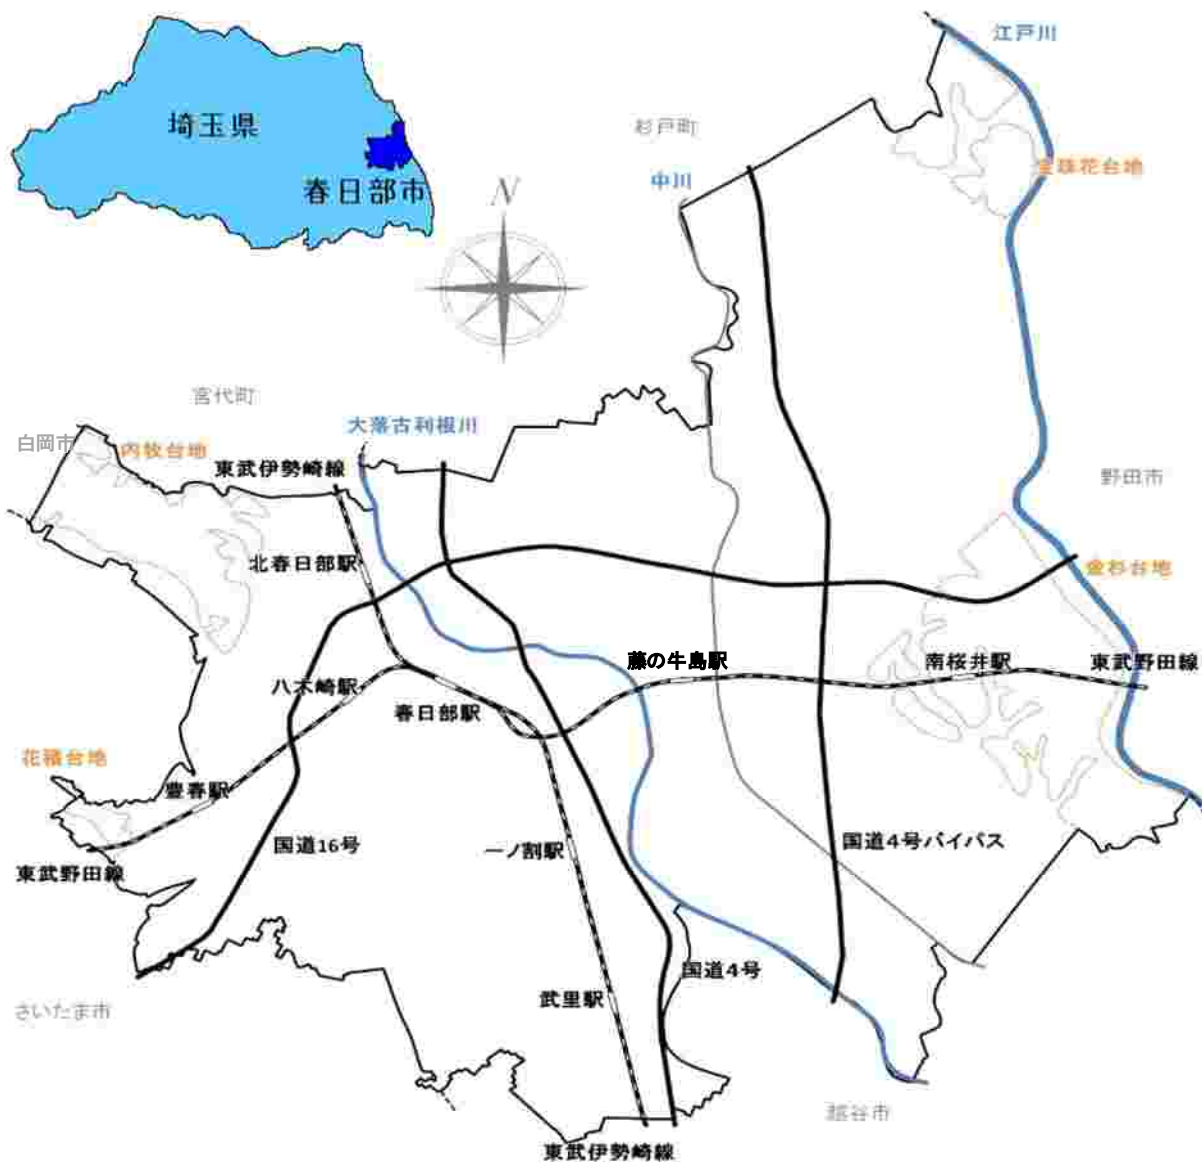 江戸川
埼玉県
杉戸町
宝珠花台地
中川
春日部市
N
宮代町
大落古利根川
白岡市
内牧台地
東武伊勢崎線
野田市
北春日部駅
金杉台地
藤の牛島駅
南桜井駅
東武野田線
八木崎駅
春日部駅
花積台地
豊春駅
国道16号
一ノ割駅
国道4号バイパス
東武野田線
国道4号
武里駅
さいたま市
越谷市
東武伊勢崎線